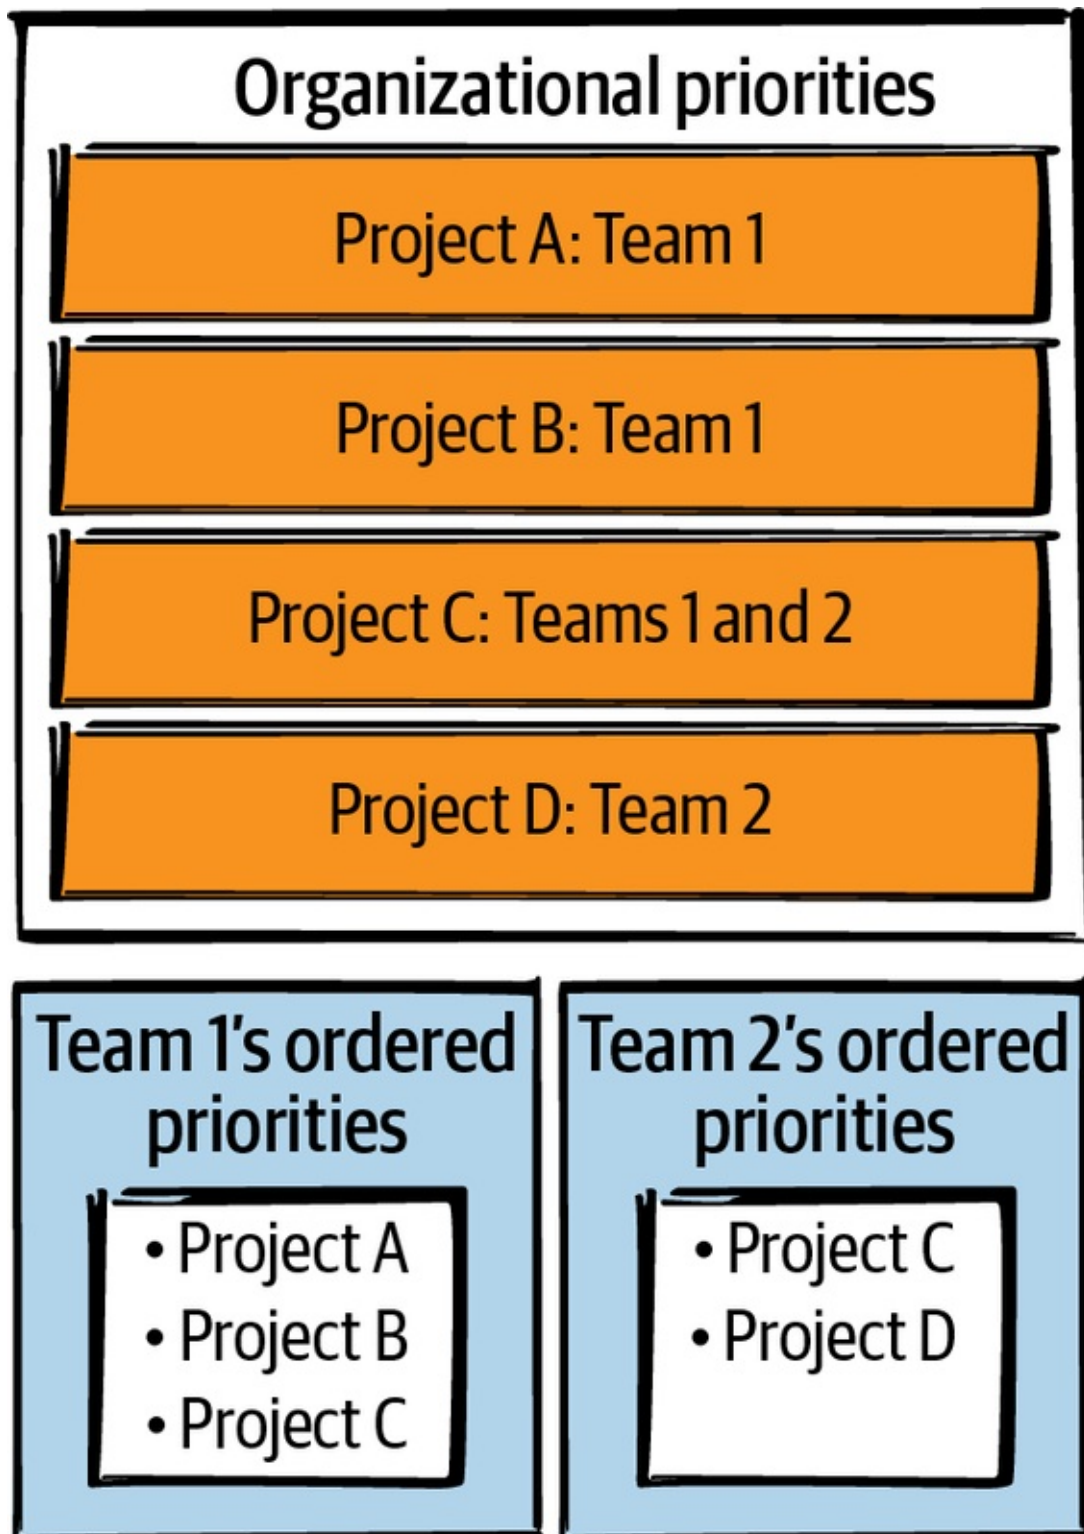 Organizational priorities
Project A: Team 1
Project B: Team 1
Project C: Teams 1 and 2
Project D: Team 2
Team 1's ordered
priorities
• Project A
• Project B
• Project C
Team 2's ordered
priorities
• Project C
• Project D